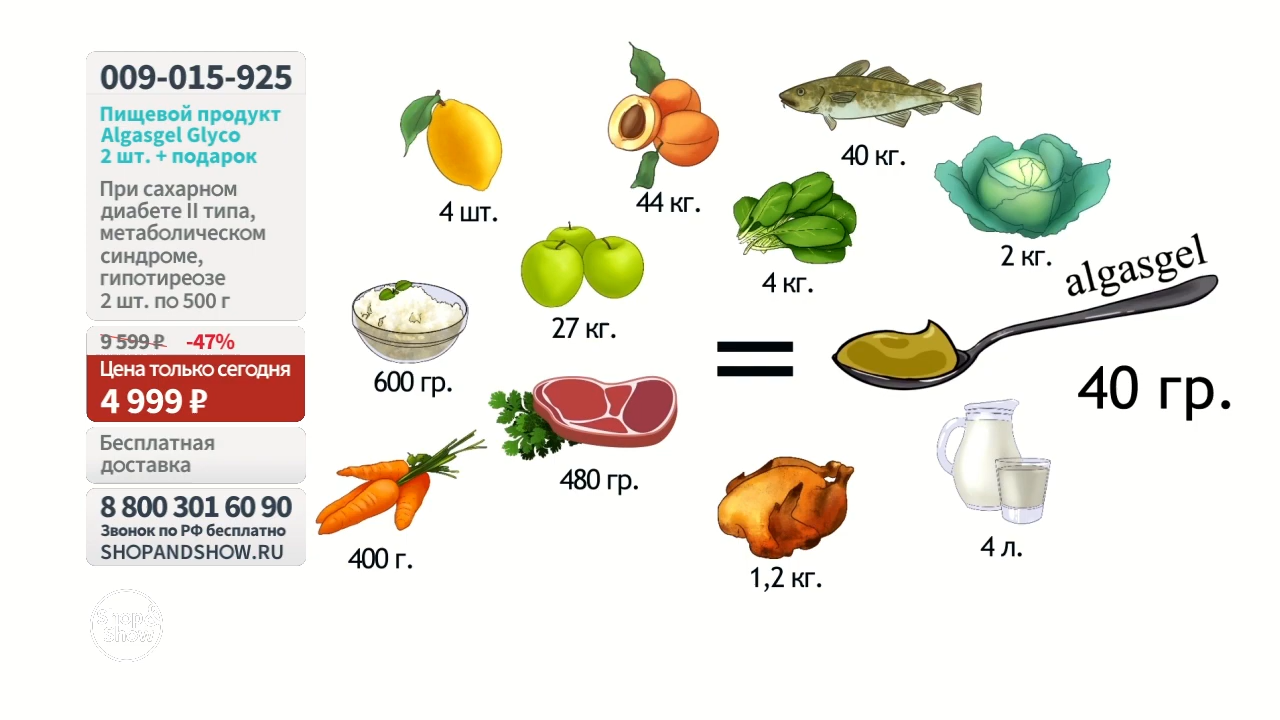 009-015-925
Пищевой продукт
Algasgel Glyco
2 шт. + подарок
При сахарном
диабете II типа,
метаболическом
синдроме,
гипотиреозе
2 шт. по 500 г
9 599 ₽ -47%
Цена только сегодня
4 999 ₽
Бесплатная
доставка
8 800 301 60 90
Звонок по РФ бесплатно
SHOPANDSHOW.RU
Shop&
Show
4 шт.
44 кг.
40 кг.
4 кг.
2 кг.
27 кг.
600 гр.
480 гр.
400 г.
=
algasgel
40 гр.
1,2 кг.
4 л.